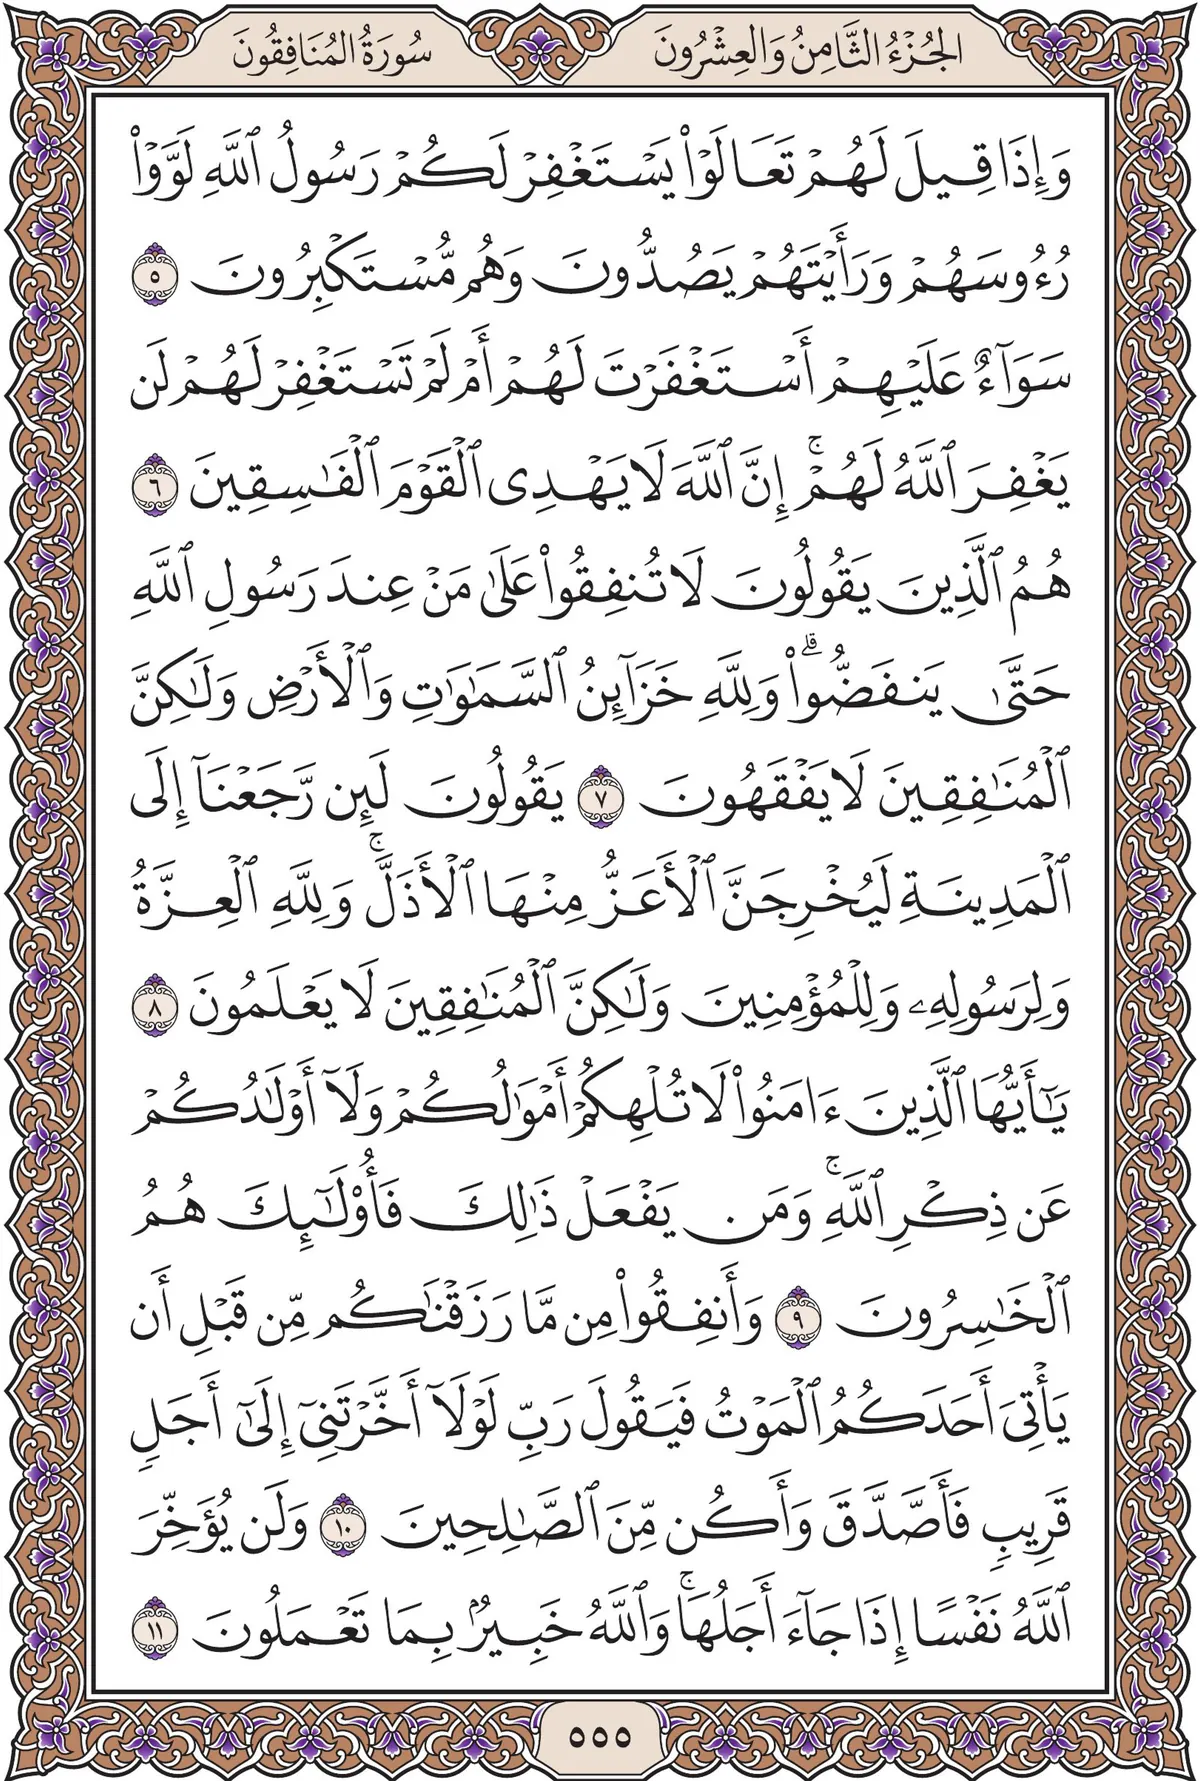 الجُزْءُ الثَّامِنُ وَالعِشْرُونَ
سُورَةُ المُنَافِقُونَ
وَإِذَا قِيلَ لَهُمْ تَعَالَوْا۟ يَسْتَغْفِرْ لَكُمْ رَسُولُ ٱللَّهِ لَوَّوْا۟
رُءُوسَهُمْ وَرَأَيْتَهُمْ يَصُدُّونَ وَهُم مُّسْتَكْبِرُونَ ٥
سَوَآءٌ عَلَيْهِمْ أَسْتَغْفَرْتَ لَهُمْ أَمْ لَمْ تَسْتَغْفِرْ لَهُمْ لَن
يَغْفِرَ ٱللَّهُ لَهُمْ ۚ إِنَّ ٱللَّهَ لَا يَهْدِى ٱلْقَوْمَ ٱلْفَـٰسِقِينَ ٦
هُمُ ٱلَّذِينَ يَقُولُونَ لَا تُنفِقُوا۟ عَلَىٰ مَنْ عِندَ رَسُولِ ٱللَّهِ
حَتَّىٰ يَنفَضُّوا۟ ۗ وَلِلَّهِ خَزَآئِنُ ٱلسَّمَـٰوَٰتِ وَٱلْأَرْضِ وَلَـٰكِنَّ
ٱلْمُنَـٰفِقِينَ لَا يَفْقَهُونَ ٧ يَقُولُونَ لَئِن رَّجَعْنَآ إِلَى
ٱلْمَدِينَةِ لَيُخْرِجَنَّ ٱلْأَعَزُّ مِنْهَا ٱلْأَذَلَّ ۚ وَلِلَّهِ ٱلْعِزَّةُ
وَلِرَسُولِهِۦ وَلِلْمُؤْمِنِينَ وَلَـٰكِنَّ ٱلْمُنَـٰفِقِينَ لَا يَعْلَمُونَ ٨
يَـٰٓأَيُّهَا ٱلَّذِينَ ءَامَنُوا۟ لَا تُلْهِكُمْ أَمْوَٰلُكُمْ وَلَآ أَوْلَـٰدُكُمْ
عَن ذِكْرِ ٱللَّهِ ۚ وَمَن يَفْعَلْ ذَٰلِكَ فَأُو۟لَـٰٓئِكَ هُمُ
ٱلْخَـٰسِرُونَ ٩ وَأَنفِقُوا۟ مِن مَّا رَزَقْنَـٰكُم مِّن قَبْلِ أَن
يَأْتِىَ أَحَدَكُمُ ٱلْمَوْتُ فَيَقُولَ رَبِّ لَوْلَآ أَخَّرْتَنِىٓ إِلَىٰٓ أَجَلٍ
قَرِيبٍ فَأَصَّدَّقَ وَأَكُن مِّنَ ٱلصَّـٰلِحِينَ ١٠ وَلَن يُؤَخِّرَ
ٱللَّهُ نَفْسًا إِذَا جَآءَ أَجَلُهَا ۚ وَٱللَّهُ خَبِيرٌۢ بِمَا تَعْمَلُونَ ١١
٥٥٥